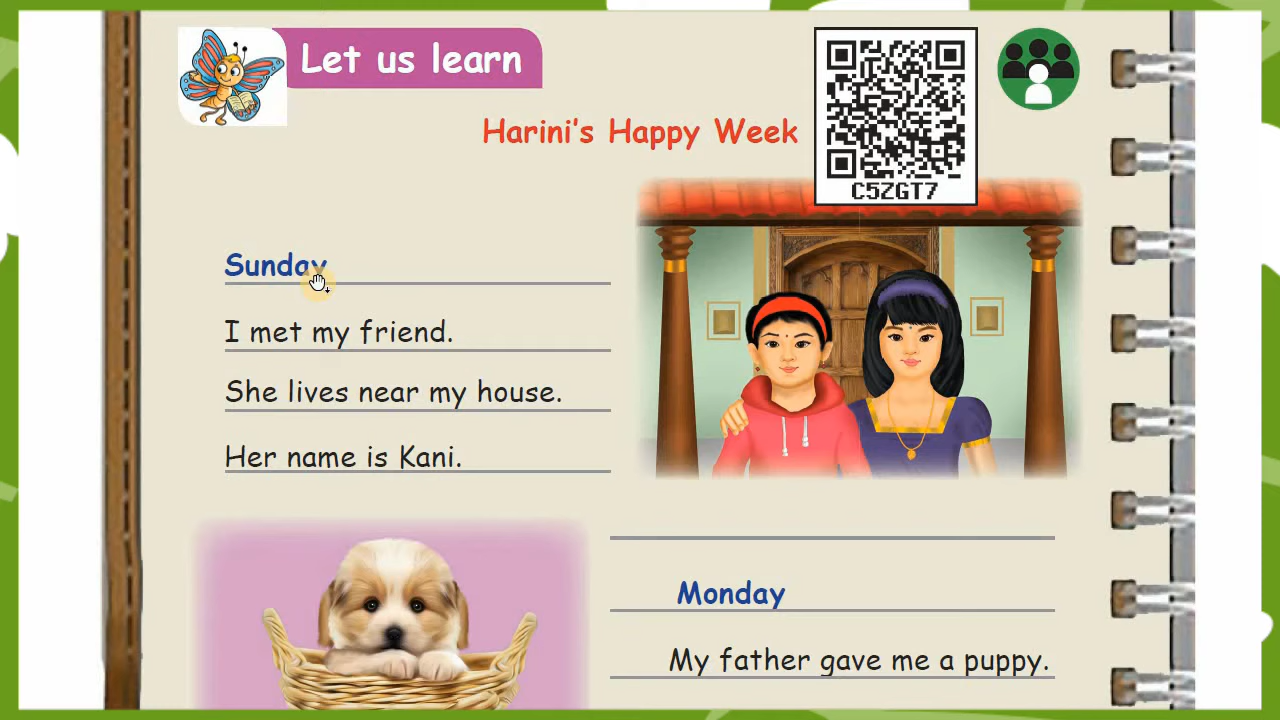 Let us learn
Harini's Happy Week
C5ZGT7
Sunday
I met my friend.
She lives near my house.
Her name is Kani.
Monday
My father gave me a puppy.